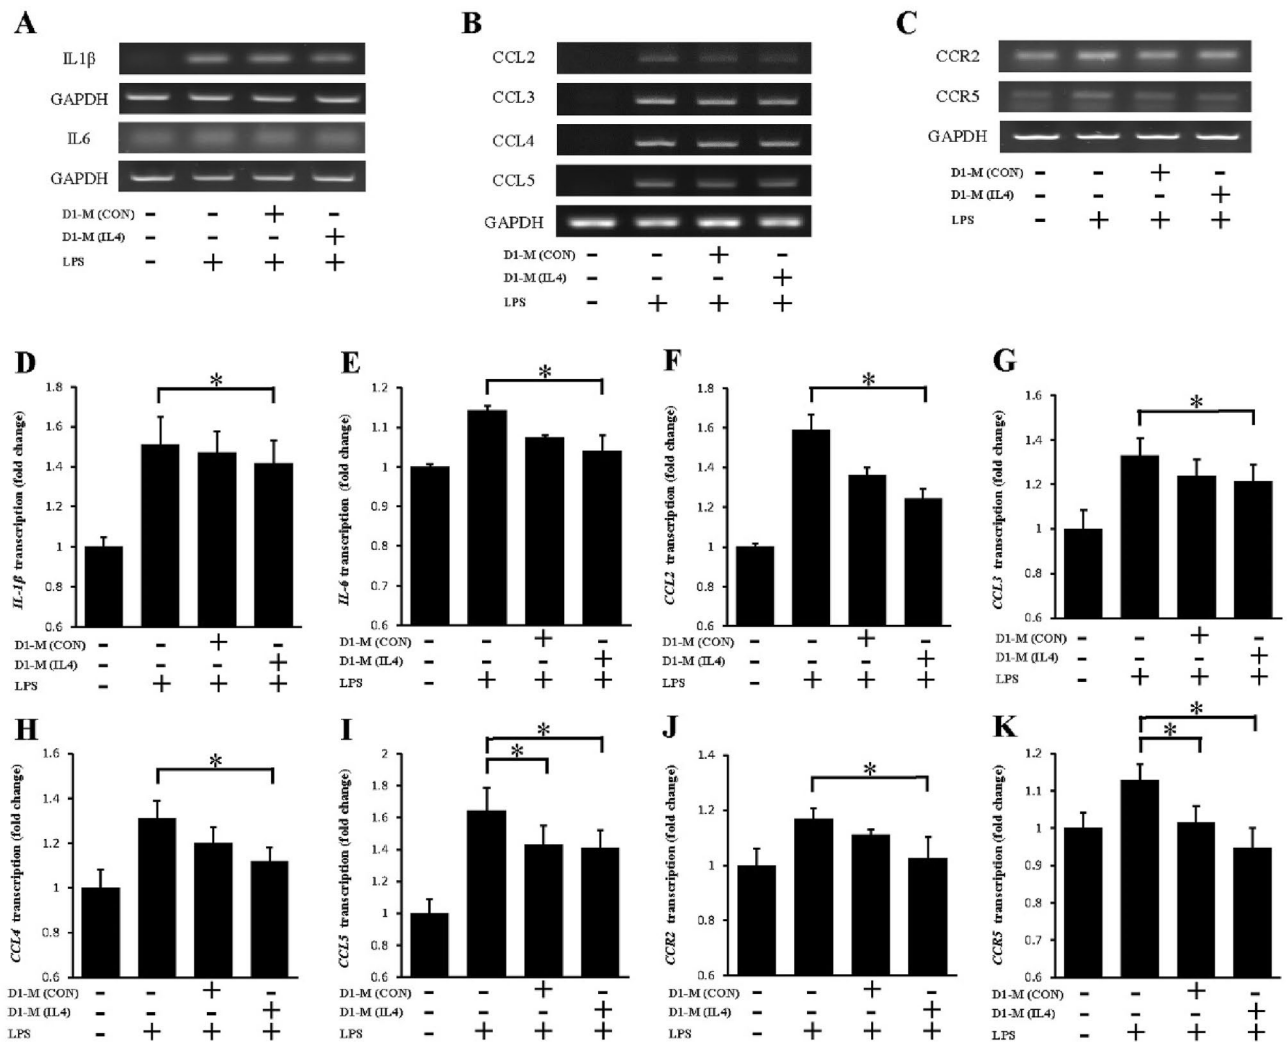 A
IL1β
GAPDH
IL6
GAPDH
D1-M (CON) - - + -
D1-M (IL4) - - - +
LPS - + + +
B
CCL2
CCL3
CCL4
CCL5
GAPDH
D1-M (CON) - - + -
D1-M (IL4) - - - +
LPS - + + +
C
CCR2
CCR5
GAPDH
D1-M (CON) - - + -
D1-M (IL4) - - - +
LPS - + + +
D
IL-1β transcription (fold change)
1.8
1.6
1.4
1.2
1
0.8
0.6
*
D1-M (CON) - - + -
D1-M (IL4) - - - +
LPS - + + +
E
IL-6 transcription (fold change)
1.2
1.1
1
0.9
0.8
0.7
0.6
*
D1-M (CON) - - + -
D1-M (IL4) - - - +
LPS - + + +
F
CCL2 transcription (fold change)
1.8
1.6
1.4
1.2
1
0.8
0.6
*
D1-M (CON) - - + -
D1-M (IL4) - - - +
LPS - + + +
G
CCL3 transcription (fold change)
1.6
1.4
1.2
1
0.8
0.6
*
D1-M (CON) - - + -
D1-M (IL4) - - - +
LPS - + + +
H
CCL4 transcription (fold change)
1.6
1.4
1.2
1
0.8
0.6
*
D1-M (CON) - - + -
D1-M (IL4) - - - +
LPS - + + +
I
CCL5 transcription (fold change)
2
1.8
1.6
1.4
1.2
1
0.8
0.6
*
*
D1-M (CON) - - + -
D1-M (IL4) - - - +
LPS - + + +
J
CCR2 transcription (fold change)
1.4
1.2
1
0.8
0.6
*
D1-M (CON) - - + -
D1-M (IL4) - - - +
LPS - + + +
K
CCR5 transcription (fold change)
1.2
1.1
1
0.9
0.8
0.7
0.6
*
*
D1-M (CON) - - + -
D1-M (IL4) - - - +
LPS - + + +